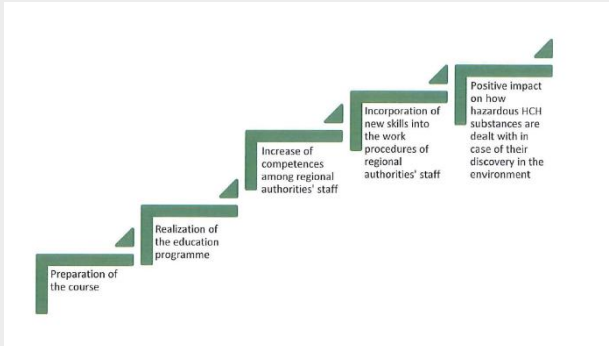 Preparation of
the course
Realization of
the education
programme
Increase of
competences
among regional
authorities' staff
Incorporation of
new skills into
the work
procedures of
regional
authorities' staff
Positive impact
on how
hazardous HCH
substances are
dealt with in
case of their
discovery in the
environment